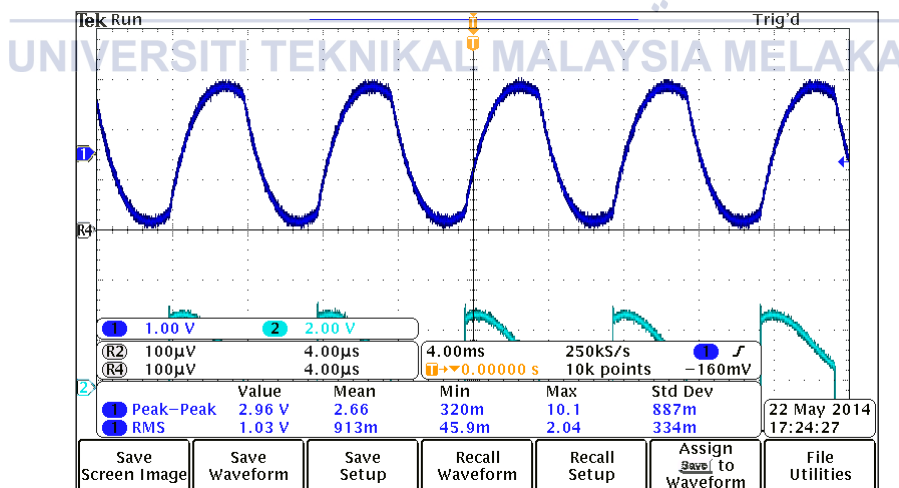 Tek Run Trig'd
T
T
UNIVERSITI TEKNIKAL MALAYSIA MELAKA
1
R4
1 1.00 V 2 2.00 V
R2 100µV 4.00µs
R4 100µV 4.00µs
4.00ms 250kS/s 1
T 0.00000 s 10k points −160mV
2
Value Mean Min Max Std Dev
1 Peak−Peak 2.96 V 2.66 320m 10.1 887m
1 RMS 1.03 V 913m 45.9m 2.04 334m
22 May 2014
17:24:27
Save Screen Image
Save Waveform
Save Setup
Recall Waveform
Recall Setup
Assign Save to Waveform
File Utilities